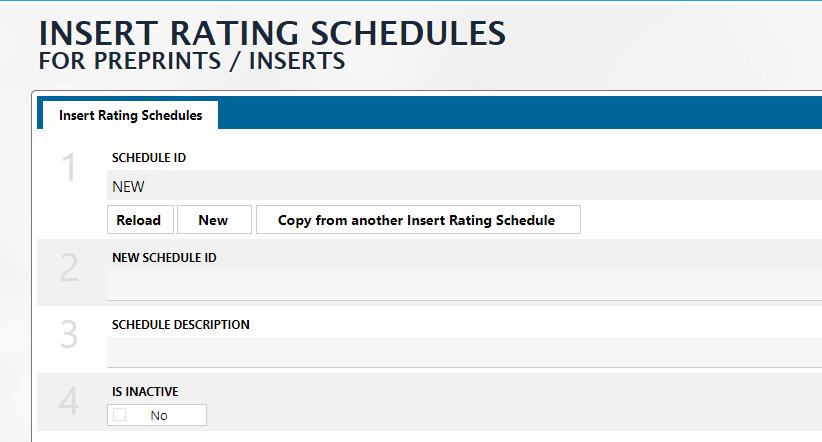 INSERT RATING SCHEDULES
FOR PREPRINTS / INSERTS
Insert Rating Schedules
1
SCHEDULE ID
NEW
Reload New Copy from another Insert Rating Schedule
2
NEW SCHEDULE ID
3
SCHEDULE DESCRIPTION
4
IS INACTIVE
No